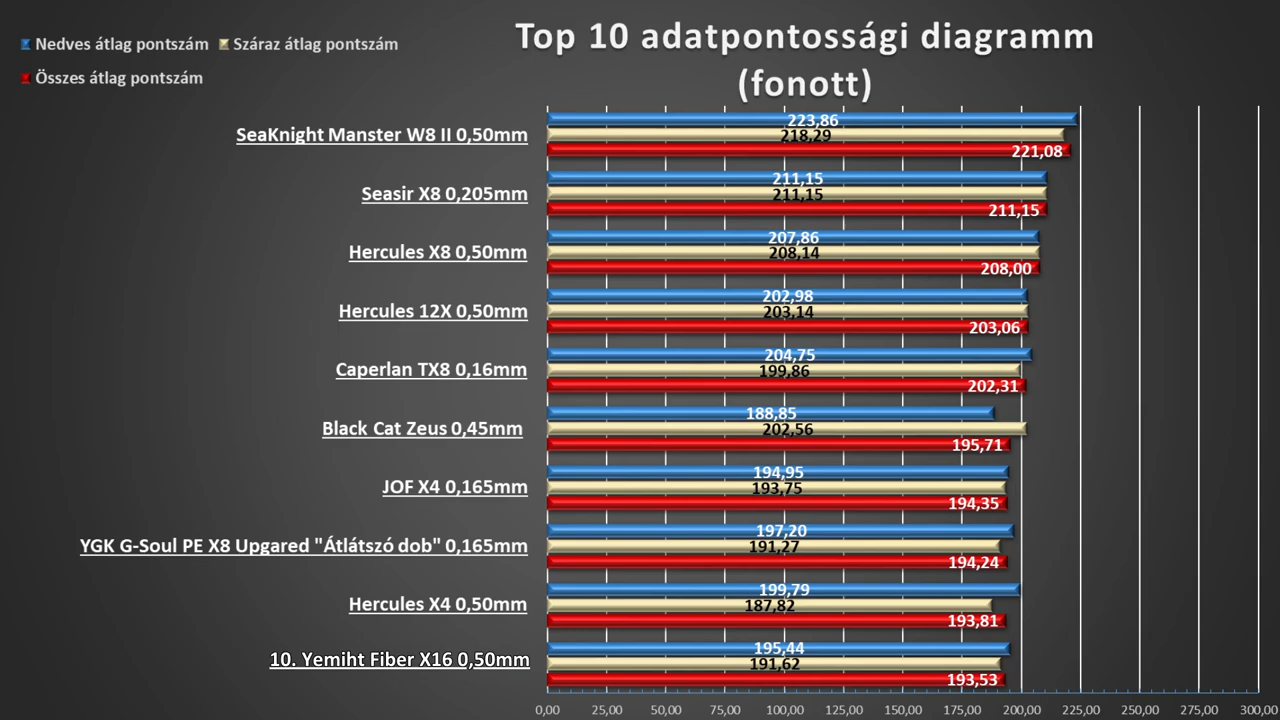 Top 10 adatpontossági diagramm
(fonott)
Nedves átlag pontszám Száraz átlag pontszám
Összes átlag pontszám
SeaKnight Manster W8 II 0,50mm
223,86
218,29
221,08
Seasir X8 0,205mm
211,15
211,15
211,15
Hercules X8 0,50mm
207,86
208,14
208,00
Hercules 12X 0,50mm
202,98
203,14
203,06
Caperlan TX8 0,16mm
204,75
199,86
202,31
Black Cat Zeus 0,45mm
188,85
202,56
195,71
JOF X4 0,165mm
194,95
193,75
194,35
YGK G-Soul PE X8 Upgared "Átlátszó dob" 0,165mm
197,20
191,27
194,24
Hercules X4 0,50mm
199,79
187,82
193,81
10. Yemiht Fiber X16 0,50mm
195,44
191,62
193,53
0,00 25,00 50,00 75,00 100,00 125,00 150,00 175,00 200,00 225,00 250,00 275,00 300,00